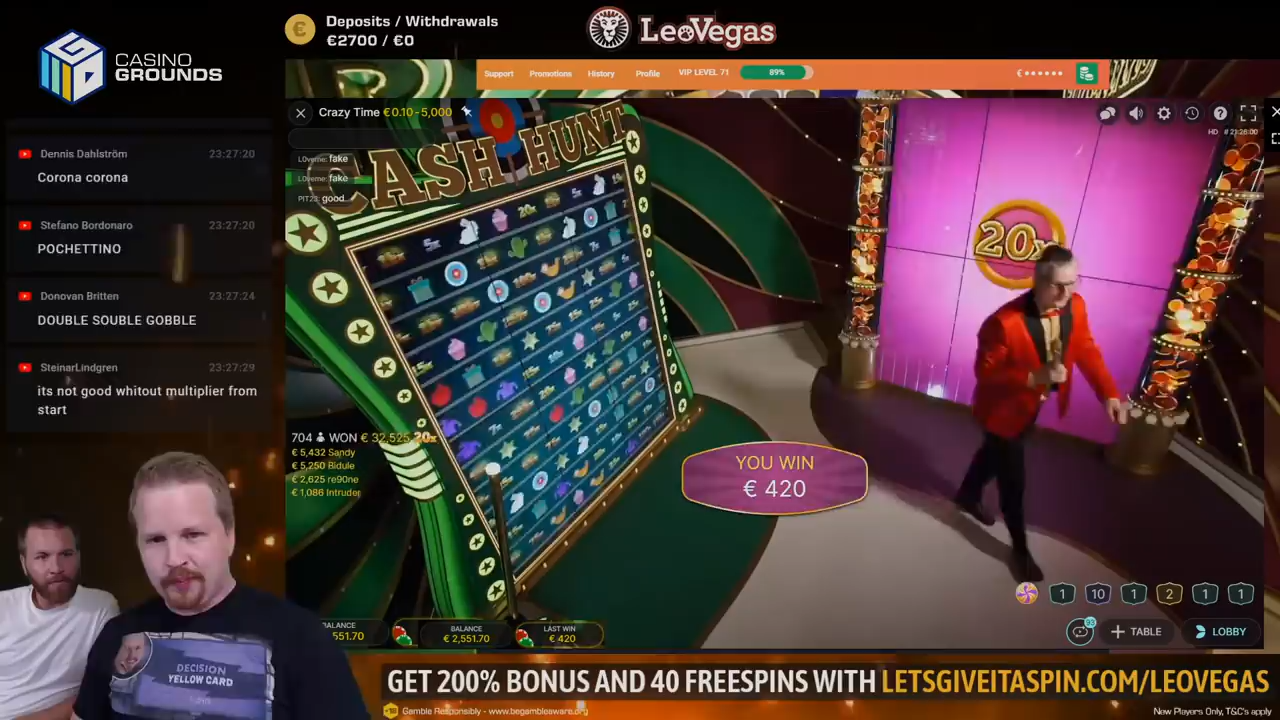 Deposits / Withdrawals
€2700 / €0
LeoVegas
CASINO
GROUNDS
Support
Promotions
History
Profile
VIP LEVEL 71
89%
Crazy Time €0.10-5,000
HD # 21:26:00
L0veme: fake
L0veme: fake
good
CASH HUNT
20x
Dennis Dahlström 23:27:20
Corona corona
Stefano Bordonaro 23:27:20
POCHETTINO
Donovan Britten 23:27:24
DOUBLE SOUBLE GOBBLE
SteinarLindgren 23:27:29
its not good whitout multiplier from
start
704 WON € 32,525 20x
€ 5,432 Sandy
€ 5,250 Bidule
€ 2,625 re90ne
€ 1,086 Intruder
YOU WIN
€ 420
1 10 1 2 1 1
BALANCE
€ 2,551.70
LAST WIN
€ 420
TABLE
LOBBY
DECISION
YELLOW CARD
GET 200% BONUS AND 40 FREESPINS WITH LETSGIVEITASPIN.COM/LEOVEGAS
Gamble Responsibly - www.begambleaware.org
New Players Only, T&C's apply